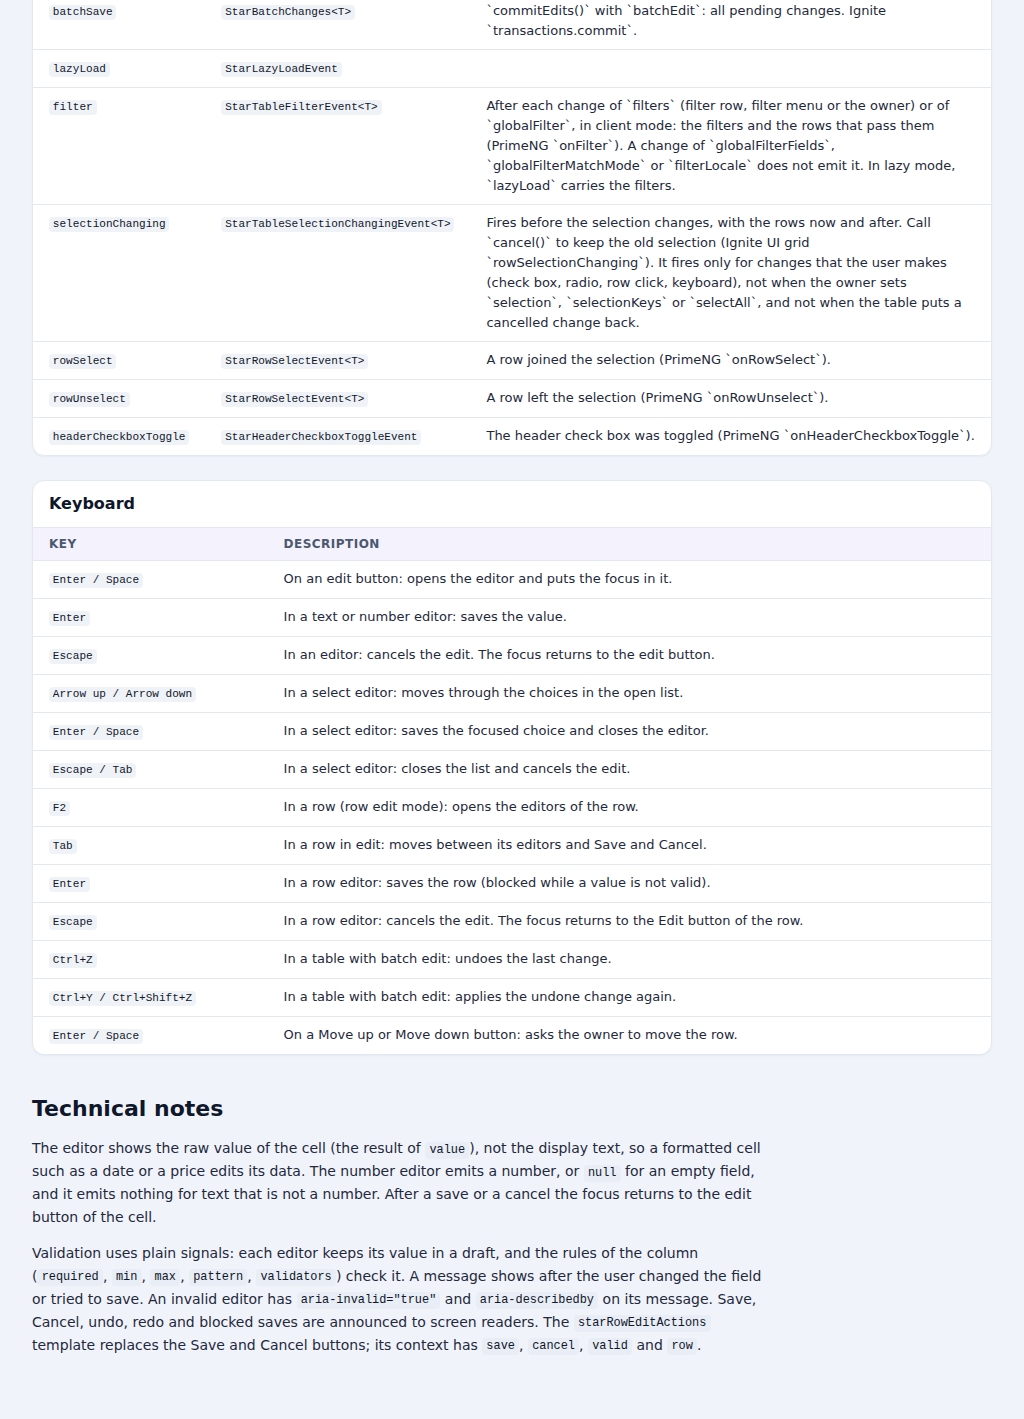 batchSave StarBatchChanges<T> `commitEdits()` with `batchEdit`: all pending changes. Ignite
`transactions.commit`.
lazyLoad StarLazyLoadEvent
filter StarTableFilterEvent<T> After each change of `filters` (filter row, filter menu or the owner) or of
`globalFilter`, in client mode: the filters and the rows that pass them
(PrimeNG `onFilter`). A change of `globalFilterFields`,
`globalFilterMatchMode` or `filterLocale` does not emit it. In lazy mode,
`lazyLoad` carries the filters.
selectionChanging StarTableSelectionChangingEvent<T> Fires before the selection changes, with the rows now and after. Call
`cancel()` to keep the old selection (Ignite UI grid
`rowSelectionChanging`). It fires only for changes that the user makes
(check box, radio, row click, keyboard), not when the owner sets
`selection`, `selectionKeys` or `selectAll`, and not when the table puts a
cancelled change back.
rowSelect StarRowSelectEvent<T> A row joined the selection (PrimeNG `onRowSelect`).
rowUnselect StarRowSelectEvent<T> A row left the selection (PrimeNG `onRowUnselect`).
headerCheckboxToggle StarHeaderCheckboxToggleEvent The header check box was toggled (PrimeNG `onHeaderCheckboxToggle`).
Keyboard
KEY DESCRIPTION
Enter / Space On an edit button: opens the editor and puts the focus in it.
Enter In a text or number editor: saves the value.
Escape In an editor: cancels the edit. The focus returns to the edit button.
Arrow up / Arrow down In a select editor: moves through the choices in the open list.
Enter / Space In a select editor: saves the focused choice and closes the editor.
Escape / Tab In a select editor: closes the list and cancels the edit.
F2 In a row (row edit mode): opens the editors of the row.
Tab In a row in edit: moves between its editors and Save and Cancel.
Enter In a row editor: saves the row (blocked while a value is not valid).
Escape In a row editor: cancels the edit. The focus returns to the Edit button of the row.
Ctrl+Z In a table with batch edit: undoes the last change.
Ctrl+Y / Ctrl+Shift+Z In a table with batch edit: applies the undone change again.
Enter / Space On a Move up or Move down button: asks the owner to move the row.
Technical notes
The editor shows the raw value of the cell (the result of value), not the display text, so a formatted cell
such as a date or a price edits its data. The number editor emits a number, or null for an empty field,
and it emits nothing for text that is not a number. After a save or a cancel the focus returns to the edit
button of the cell.
Validation uses plain signals: each editor keeps its value in a draft, and the rules of the column
(required, min, max, pattern, validators) check it. A message shows after the user changed the field
or tried to save. An invalid editor has aria-invalid="true" and aria-describedby on its message. Save,
Cancel, undo, redo and blocked saves are announced to screen readers. The starRowEditActions
template replaces the Save and Cancel buttons; its context has save, cancel, valid and row.